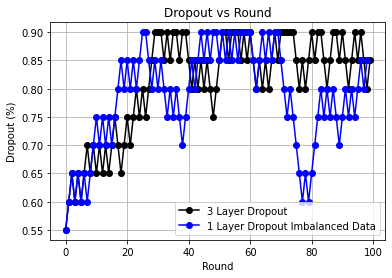 Dropout vs Round
0.90
0.85
0.80
0.75
0.70
0.65
0.60
0.55
Dropout (%)
3 Layer Dropout
1 Layer Dropout Imbalanced Data
0 20 40 60 80 100
Round